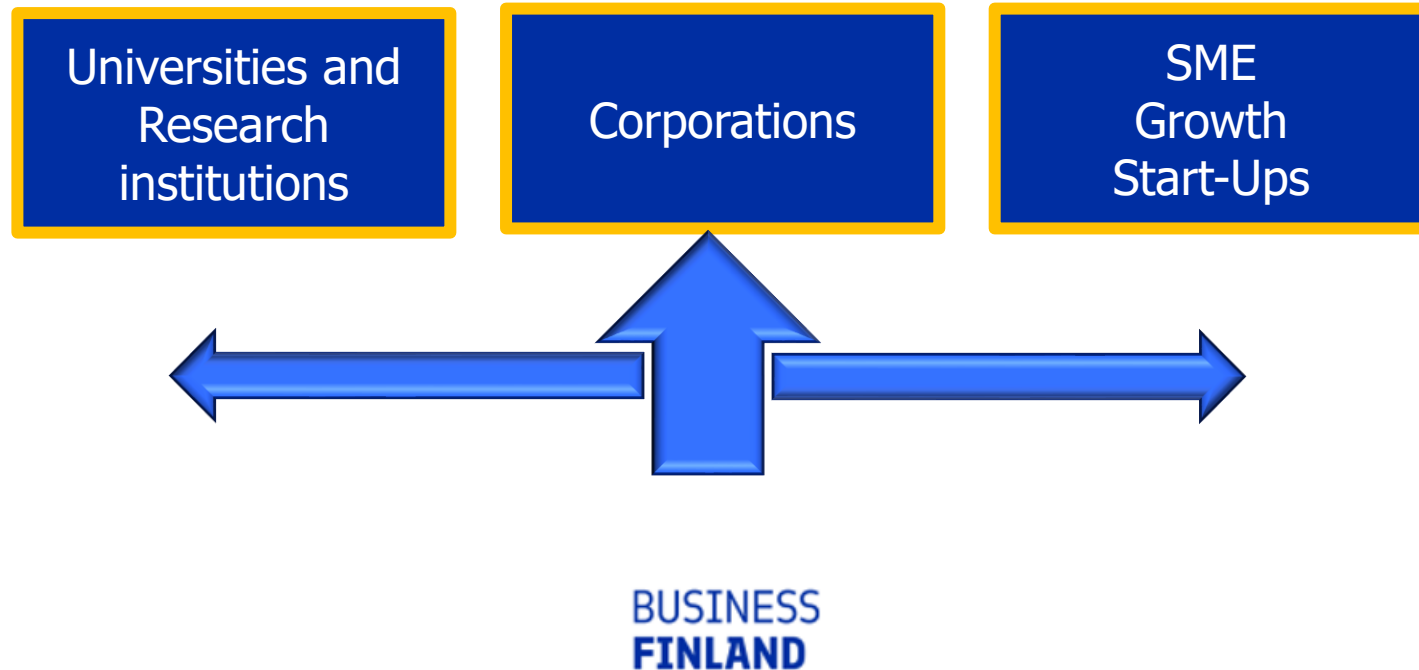 Universities and
Research
institutions
Corporations
SME
Growth
Start-Ups
BUSINESS
FINLAND